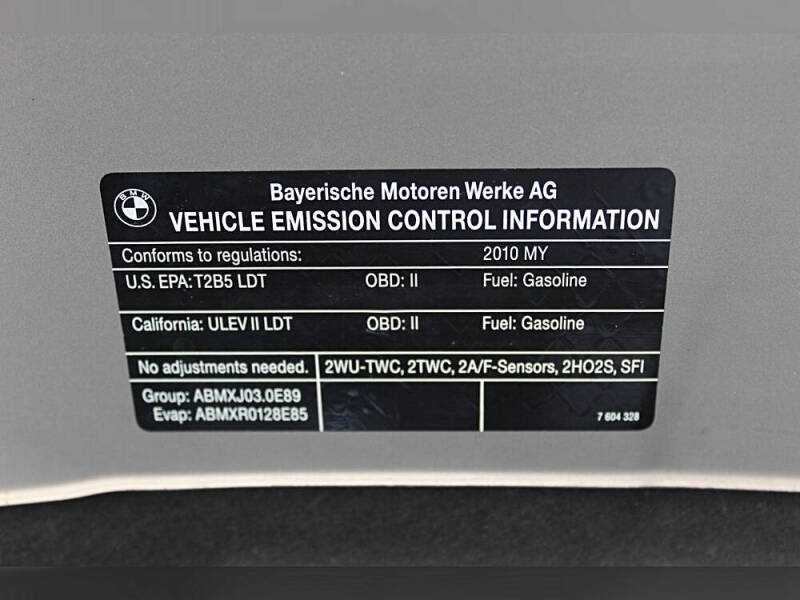 BMW
Bayerische Motoren Werke AG
VEHICLE EMISSION CONTROL INFORMATION
Conforms to regulations: 2010 MY
U.S. EPA: T2B5 LDT OBD: II Fuel: Gasoline
California: ULEV II LDT OBD: II Fuel: Gasoline
No adjustments needed. 2WU-TWC, 2TWC, 2A/F-Sensors, 2HO2S, SFI
Group: ABMXJ03.0E89
Evap: ABMXR0128E85
7 604 328